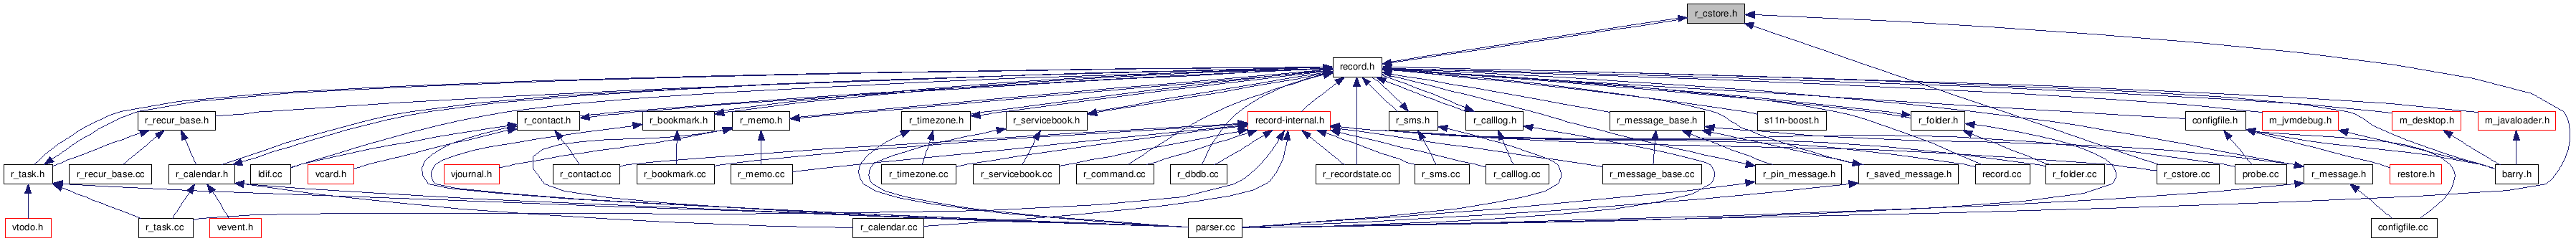 r_cstore.h
record.h
r_recur_base.h
r_contact.h
r_bookmark.h
r_memo.h
r_timezone.h
r_servicebook.h
record-internal.h
r_sms.h
r_calllog.h
r_message_base.h
s11n-boost.h
r_folder.h
configfile.h
m_jvmdebug.h
m_desktop.h
m_javaloader.h
r_task.h
r_recur_base.cc
r_calendar.h
ldif.cc
vcard.h
vjournal.h
r_contact.cc
r_bookmark.cc
r_memo.cc
r_timezone.cc
r_servicebook.cc
r_command.cc
r_dbdb.cc
r_recordstate.cc
r_sms.cc
r_calllog.cc
r_message_base.cc
r_pin_message.h
r_saved_message.h
record.cc
r_folder.cc
r_cstore.cc
probe.cc
r_message.h
restore.h
barry.h
vtodo.h
r_task.cc
vevent.h
r_calendar.cc
parser.cc
configfile.cc